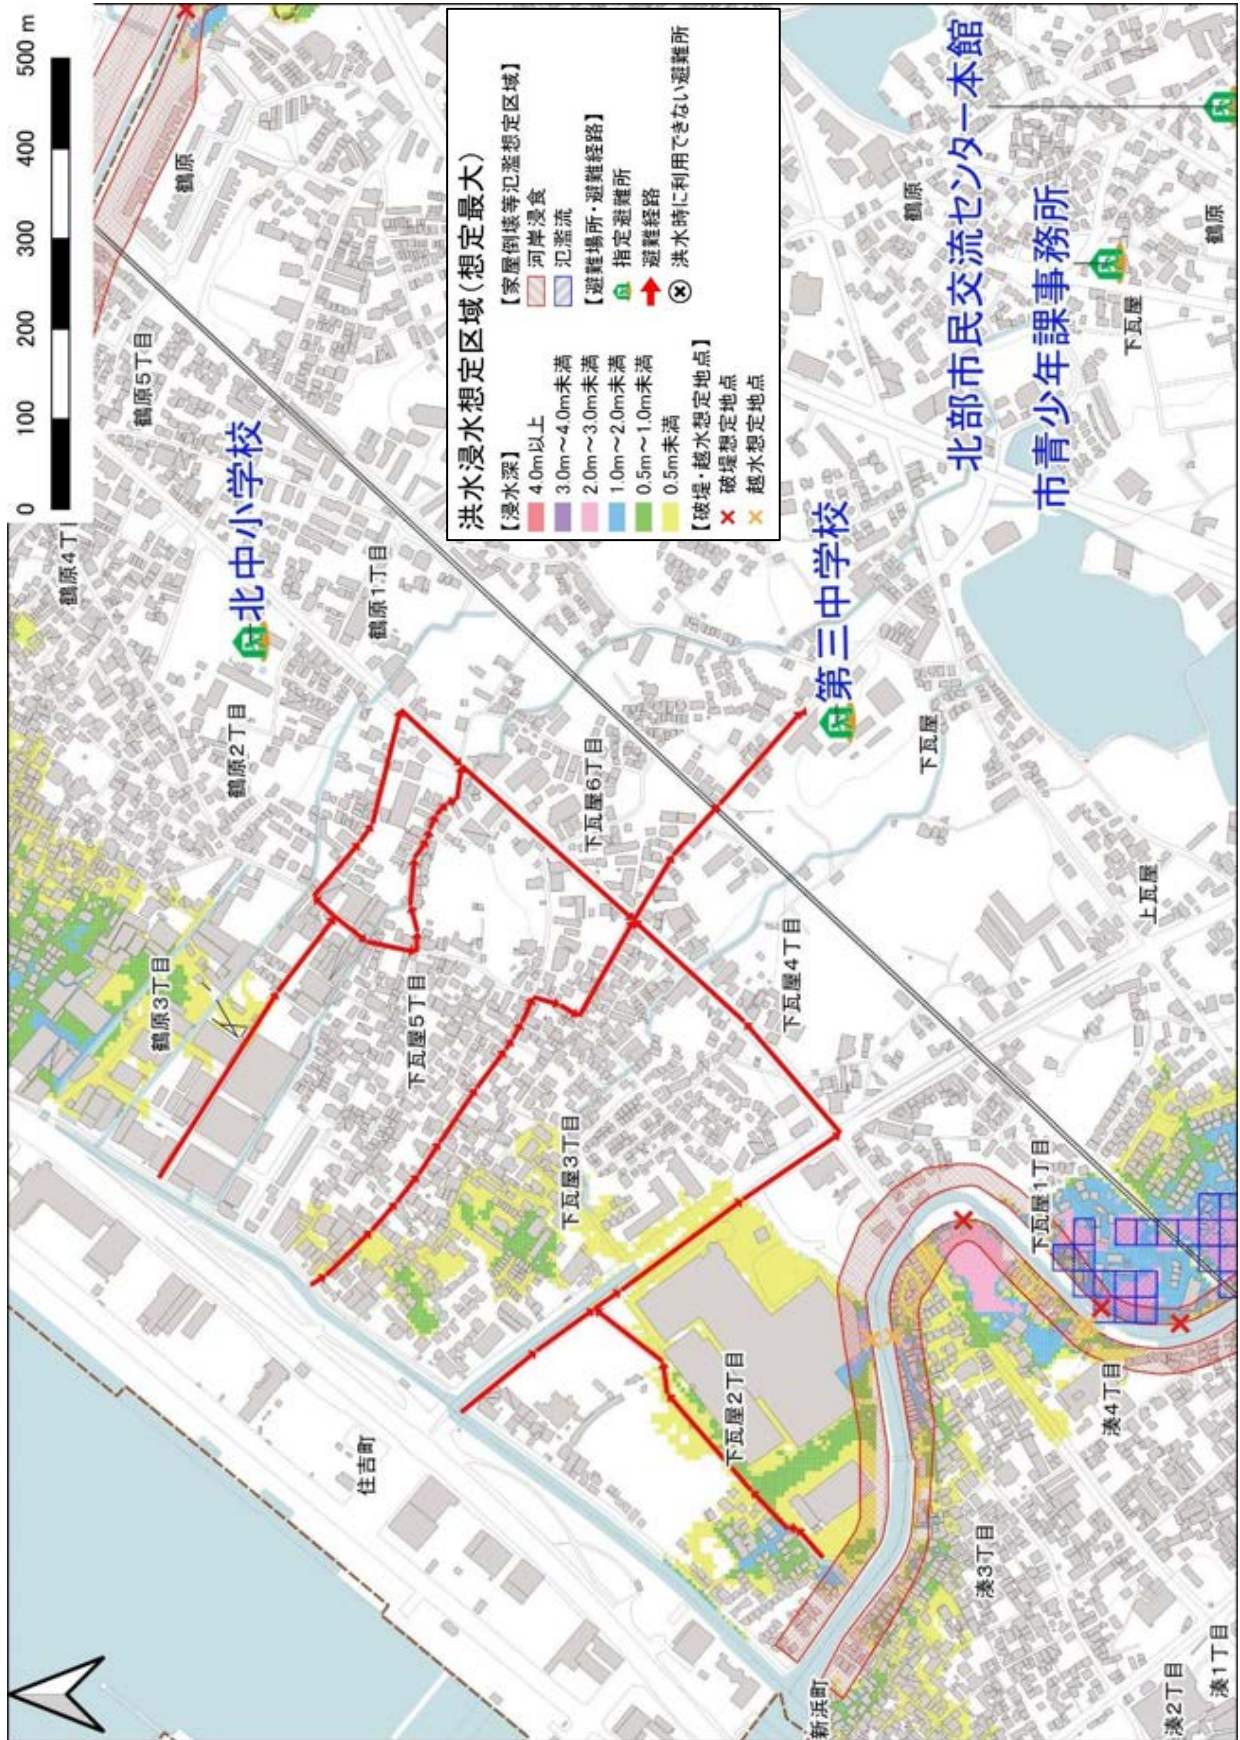 0 100 200 300 400 500 m
洪水浸水想定区域(想定最大)
【浸水深】
4.0m以上
3.0m～4.0m未満
2.0m～3.0m未満
1.0m～2.0m未満
0.5m～1.0m未満
0.5m未満
【破堤・越水想定地点】
破堤想定地点
越水想定地点
【家屋倒壊等氾濫想定区域】
河岸浸食
氾濫流
【避難場所・避難経路】
指定避難所
避難経路
洪水時に利用できない避難所
鶴原4丁
鶴原5丁目
鶴原
北中小学校
鶴原2丁目
鶴原1丁目
鶴原3丁目
下瓦屋5丁目
下瓦屋6丁目
住吉町
下瓦屋3丁目
下瓦屋4丁目
第三中学校
下瓦屋
鶴原
北部市民交流センター本館
市青少年課事務所
下瓦屋
鶴原
下瓦屋2丁目
上瓦屋
下瓦屋1丁目
新浜町
湊3丁目
湊4丁目
湊2丁目
湊1丁目